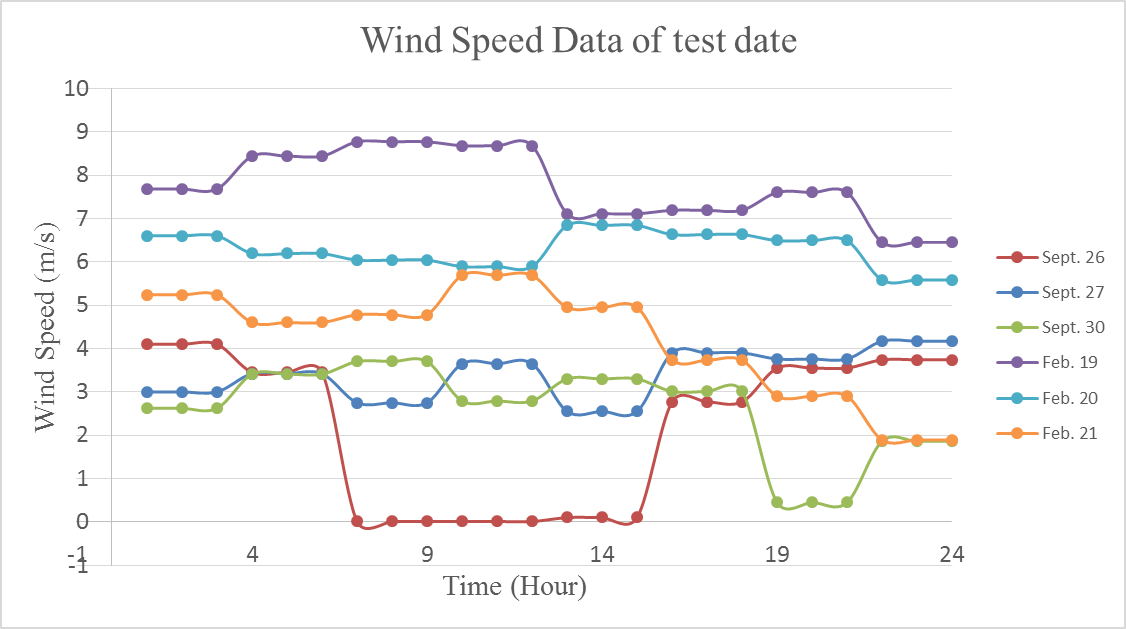 Wind Speed Data of test date
10
9
8
7
6
5
4
3
2
1
0
-1
Wind Speed (m/s)
-1
4
9
14
19
24
Time (Hour)
Sept. 26
Sept. 27
Sept. 30
Feb. 19
Feb. 20
Feb. 21